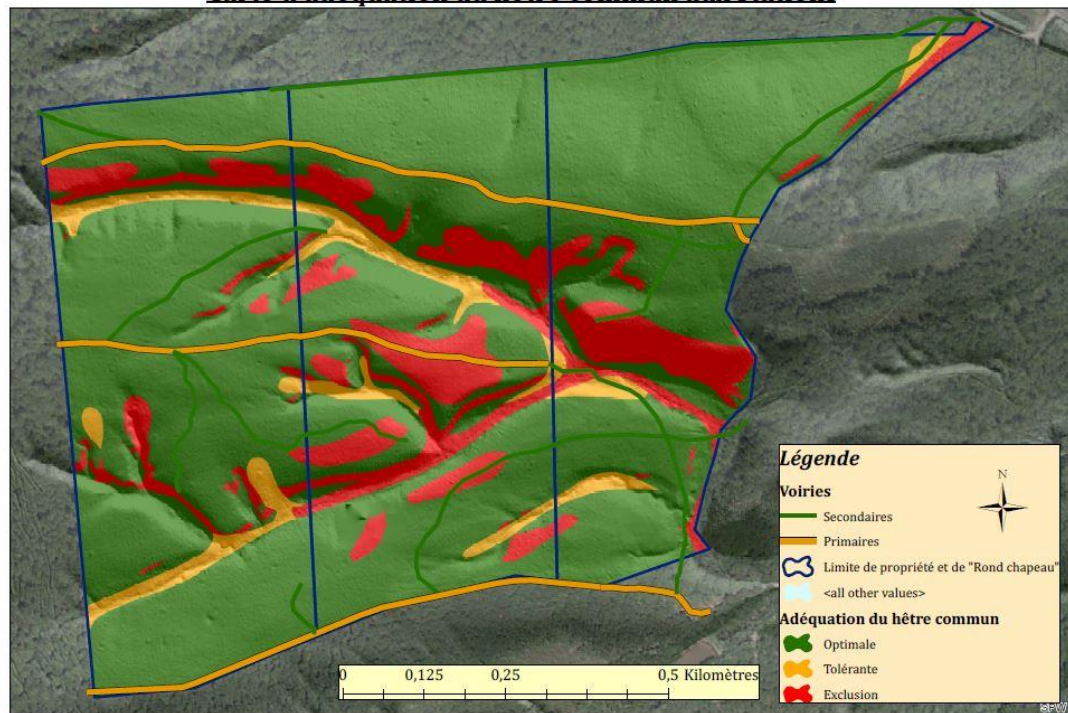 Légende
N
Voiries
Secondaires
Primaires
Limite de propriété et de "Rond chapeau"
<all other values>
Adéquation du hêtre commun
Optimale
Tolérante
Exclusion
0 0,125 0,25 0,5 Kilomètres
SPW